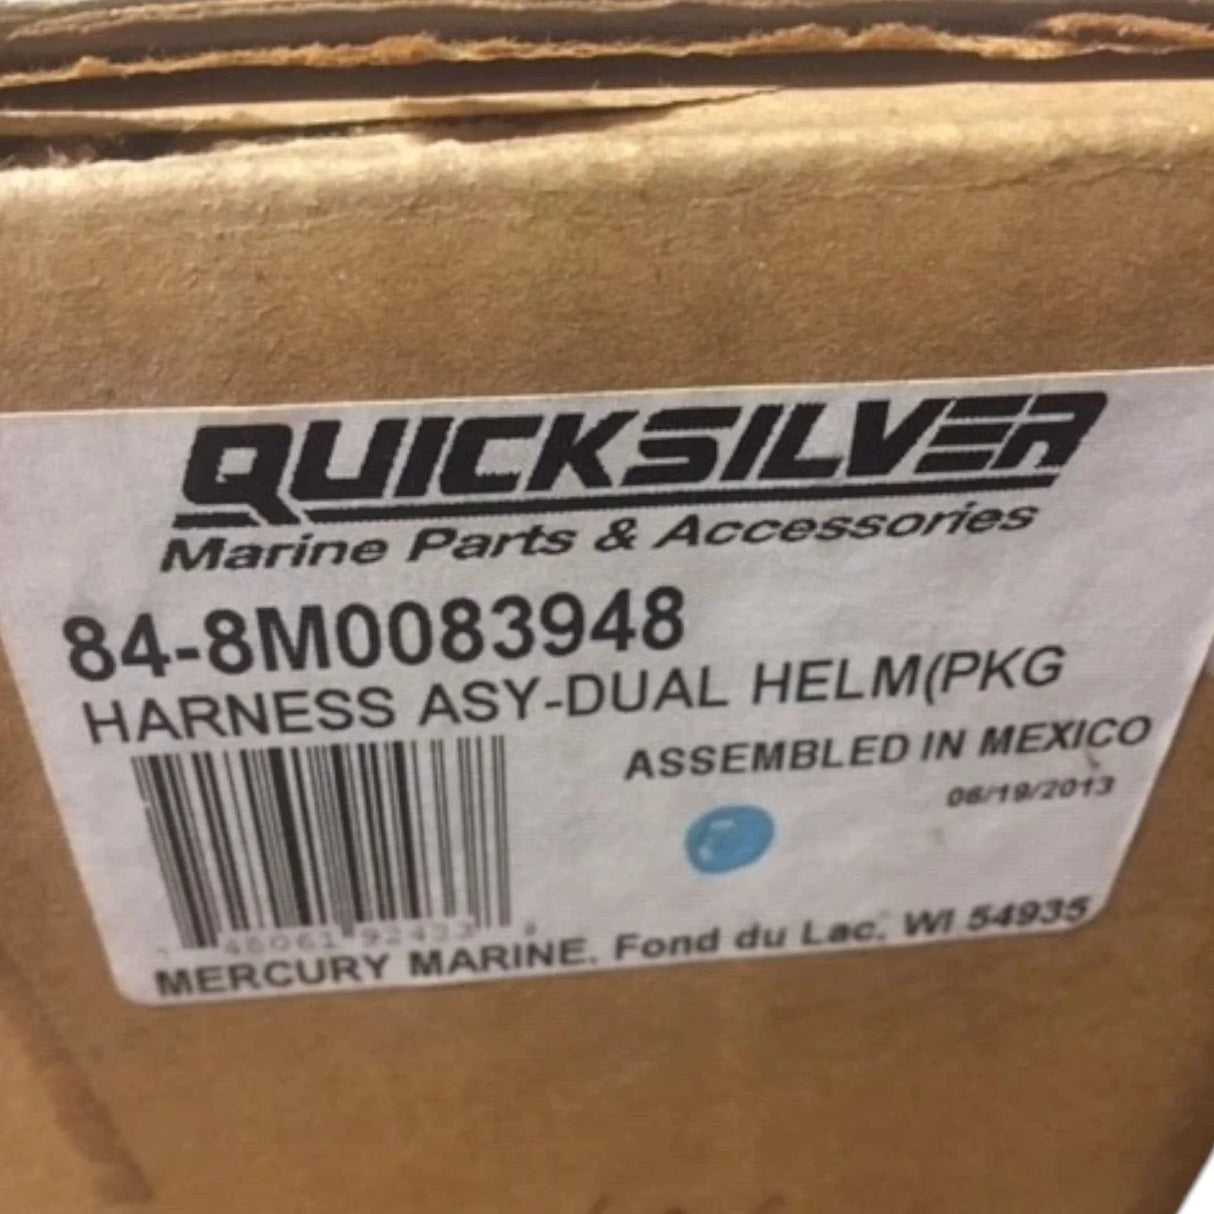 QUICKSILVER
Marine Parts & Accessories
84-8M0083948
HARNESS ASY-DUAL HELM(PKG
ASSEMBLED IN MEXICO
06/19/2013
MERCURY MARINE. Fond du Lac. WI 54935